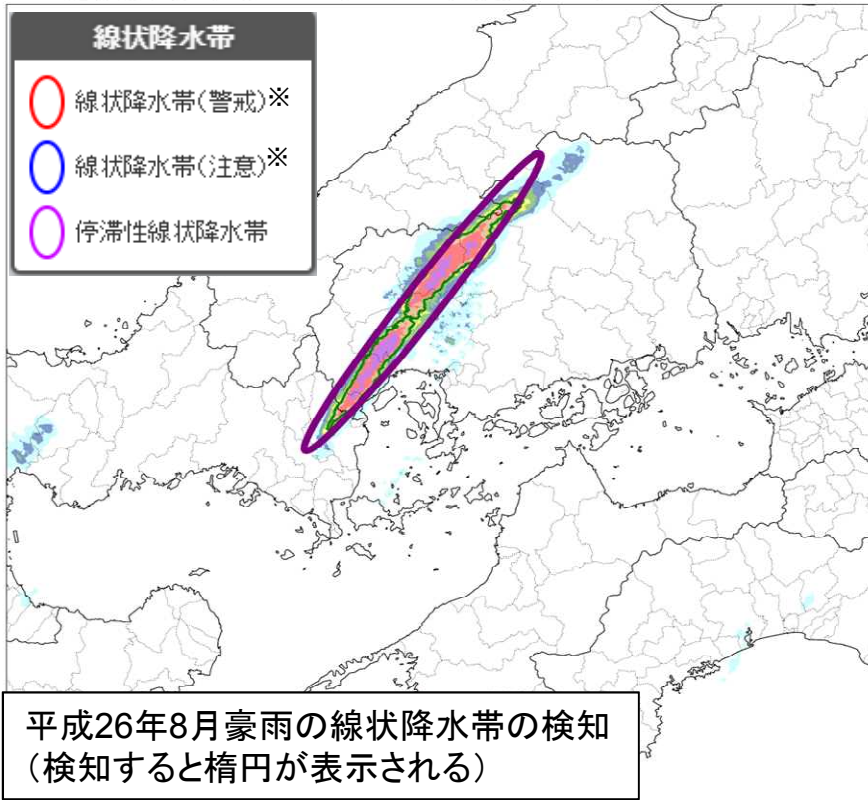 線状降水帯
線状降水帯(警戒)※
線状降水帯(注意)※
停滞性線状降水帯
平成26年8月豪雨の線状降水帯の検知
（検知すると楕円が表示される）